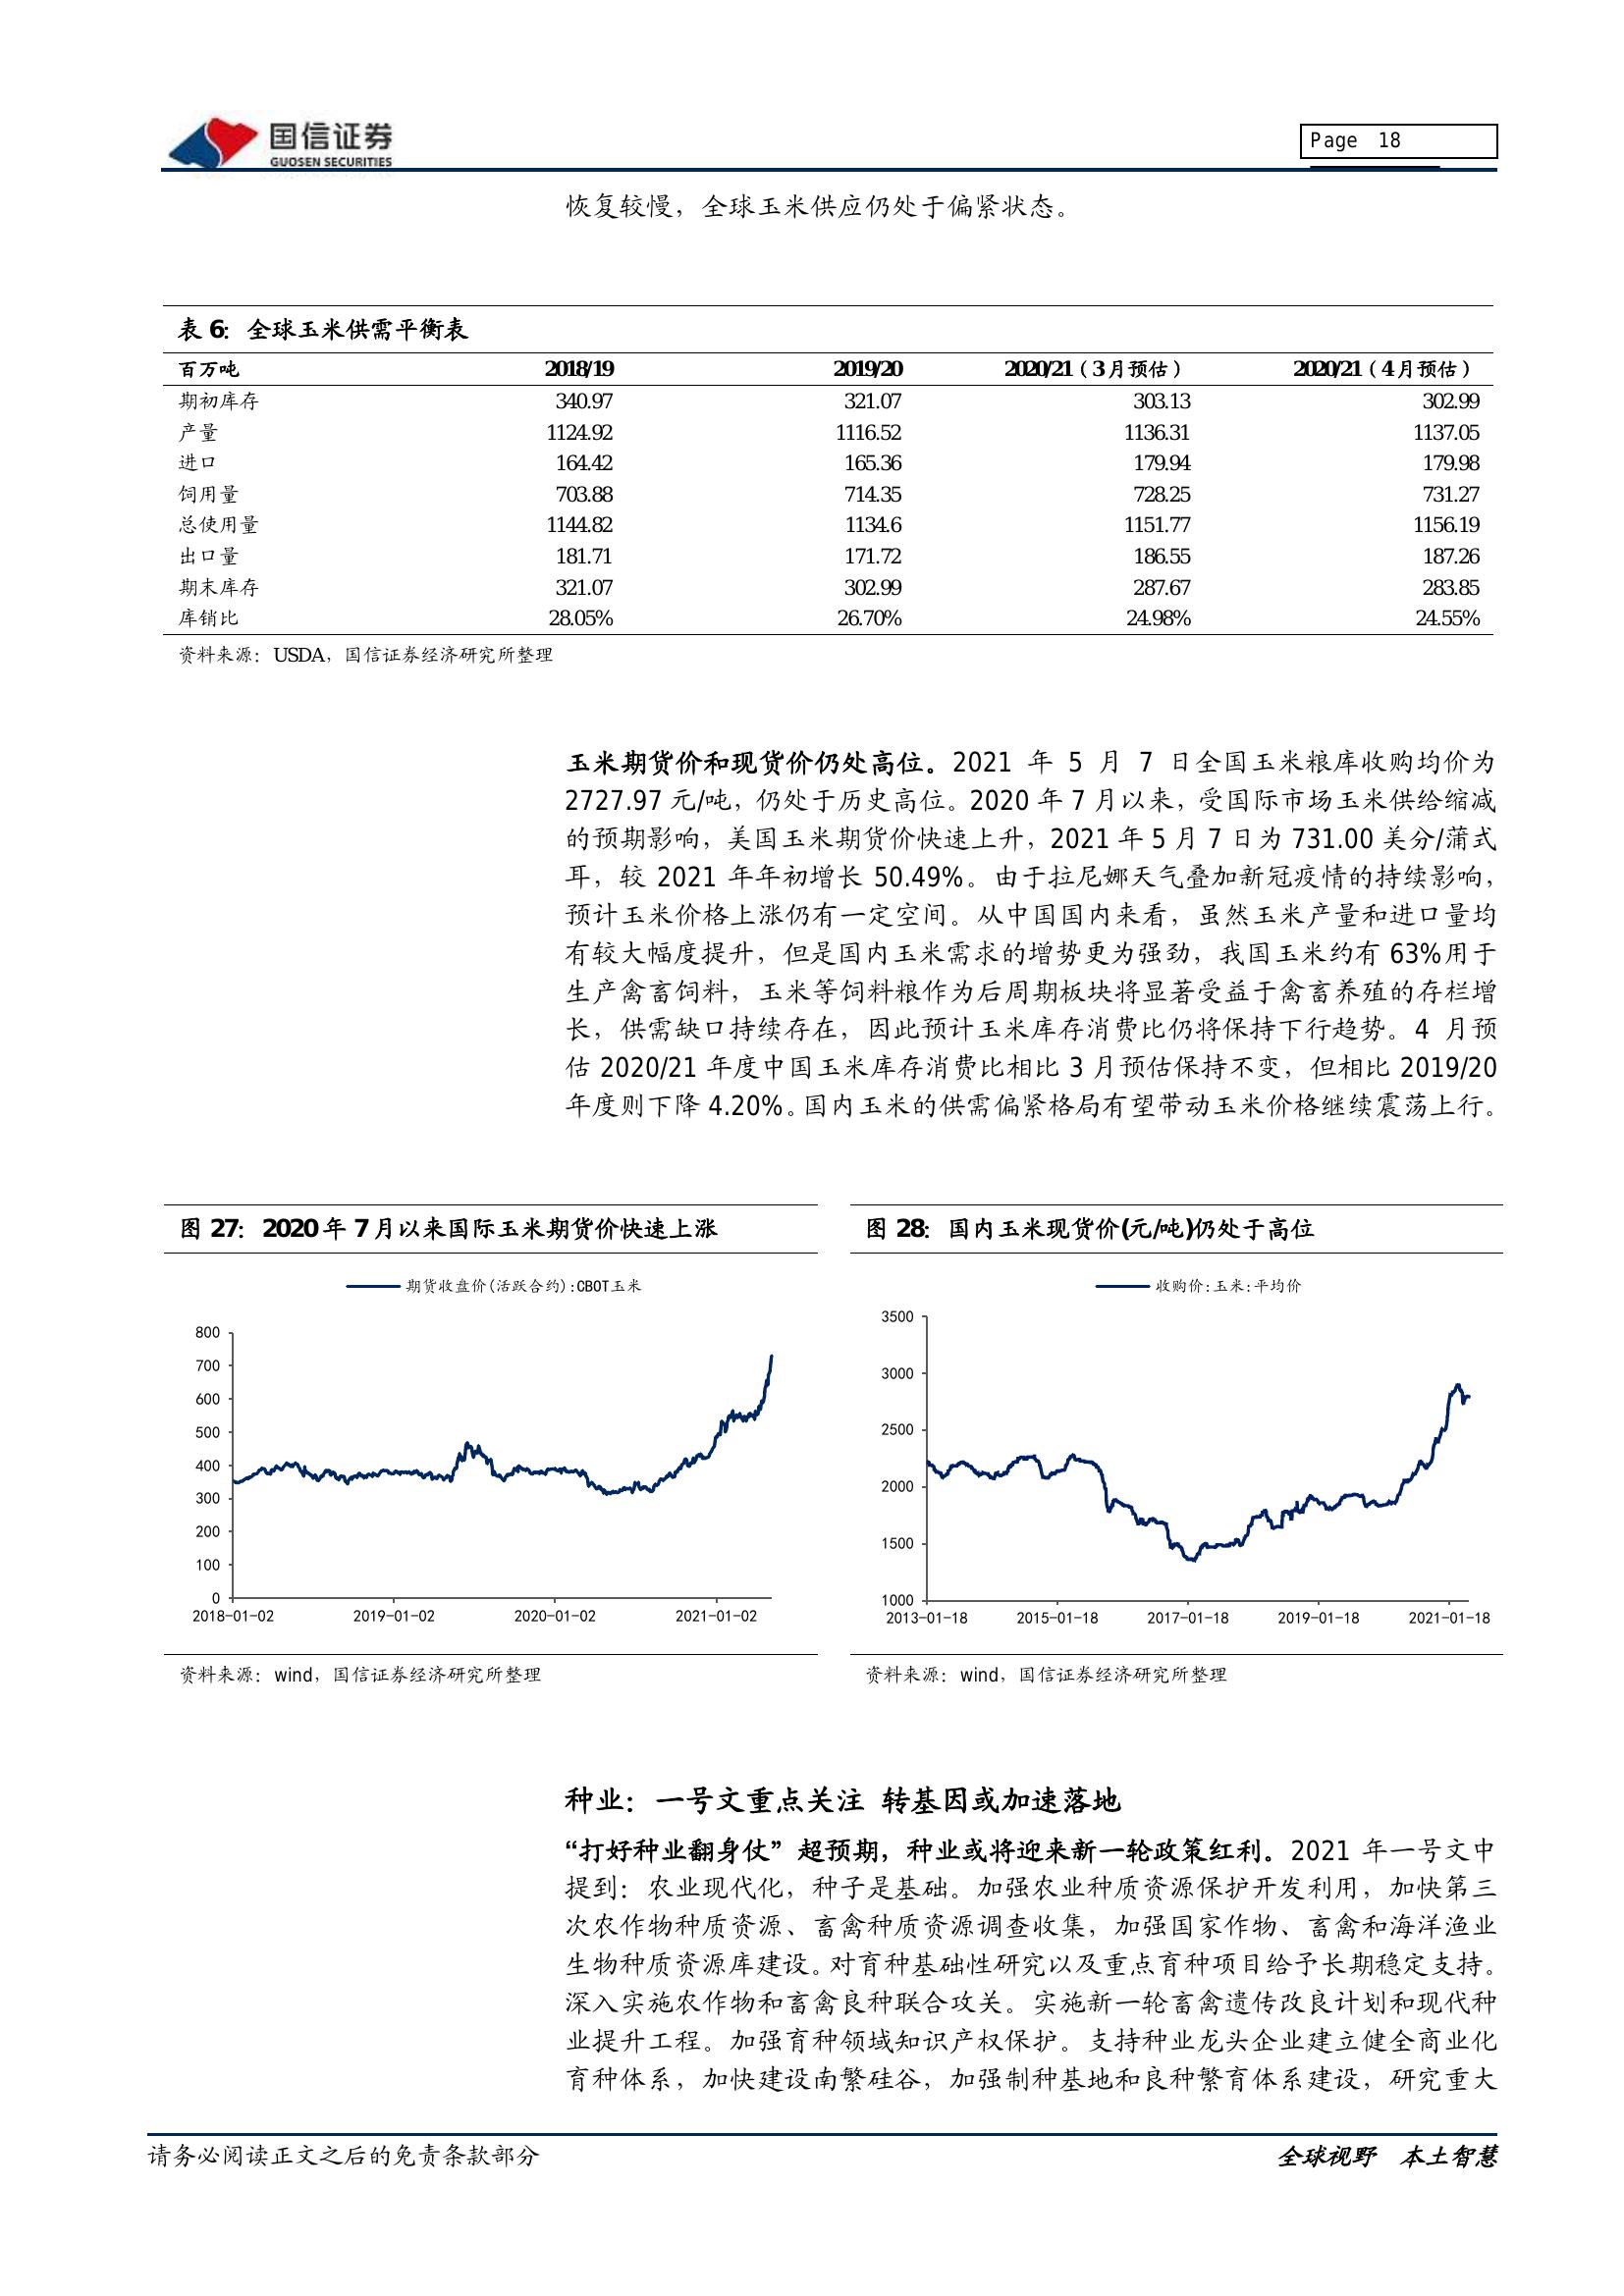 国信证券
GUOSEN SECURITIES
Page 18
恢复较慢，全球玉米供应仍处于偏紧状态。
表 6：全球玉米供需平衡表
百万吨 2018/19 2019/20 2020/21（3月预估） 2020/21（4月预估）
期初库存 340.97 321.07 303.13 302.99
产量 1124.92 1116.52 1136.31 1137.05
进口 164.42 165.36 179.94 179.98
饲用量 703.88 714.35 728.25 731.27
总使用量 1144.82 1134.6 1151.77 1156.19
出口量 181.71 171.72 186.55 187.26
期末库存 321.07 302.99 287.67 283.85
库销比 28.05% 26.70% 24.98% 24.55%
资料来源：USDA，国信证券经济研究所整理
玉米期货价和现货价仍处高位。2021 年 5 月 7 日全国玉米粮库收购均价为
2727.97 元/吨，仍处于历史高位。2020 年 7 月以来，受国际市场玉米供给缩减
的预期影响，美国玉米期货价快速上升，2021 年 5 月 7 日为 731.00 美分/蒲式
耳，较 2021 年年初增长 50.49%。由于拉尼娜天气叠加新冠疫情的持续影响，
预计玉米价格上涨仍有一定空间。从中国国内来看，虽然玉米产量和进口量均
有较大幅度提升，但是国内玉米需求的增势更为强劲，我国玉米约有 63%用于
生产禽畜饲料，玉米等饲料粮作为后周期板块将显著受益于禽畜养殖的存栏增
长，供需缺口持续存在，因此预计玉米库存消费比仍将保持下行趋势。4 月预
估 2020/21 年度中国玉米库存消费比相比 3 月预估保持不变，但相比 2019/20
年度则下降 4.20%。国内玉米的供需偏紧格局有望带动玉米价格继续震荡上行。
图 27：2020 年 7 月以来国际玉米期货价快速上涨
期货收盘价(活跃合约):CBOT玉米
800
700
600
500
400
300
200
100
0
2018-01-02 2019-01-02 2020-01-02 2021-01-02
资料来源：wind，国信证券经济研究所整理
图 28：国内玉米现货价(元/吨)仍处于高位
收购价:玉米:平均价
3500
3000
2500
2000
1500
1000
2013-01-18 2015-01-18 2017-01-18 2019-01-18 2021-01-18
资料来源：wind，国信证券经济研究所整理
种业：一号文重点关注 转基因或加速落地
“打好种业翻身仗”超预期，种业或将迎来新一轮政策红利。2021 年一号文中
提到：农业现代化，种子是基础。加强农业种质资源保护开发利用，加快第三
次农作物种质资源、畜禽种质资源调查收集，加强国家作物、畜禽和海洋渔业
生物种质资源库建设。对育种基础性研究以及重点育种项目给予长期稳定支持。
深入实施农作物和畜禽良种联合攻关。实施新一轮畜禽遗传改良计划和现代种
业提升工程。加强育种领域知识产权保护。支持种业龙头企业建立健全商业化
育种体系，加快建设南繁硅谷，加强制种基地和良种繁育体系建设，研究重大
请务必阅读正文之后的免责条款部分
全球视野 本土智慧